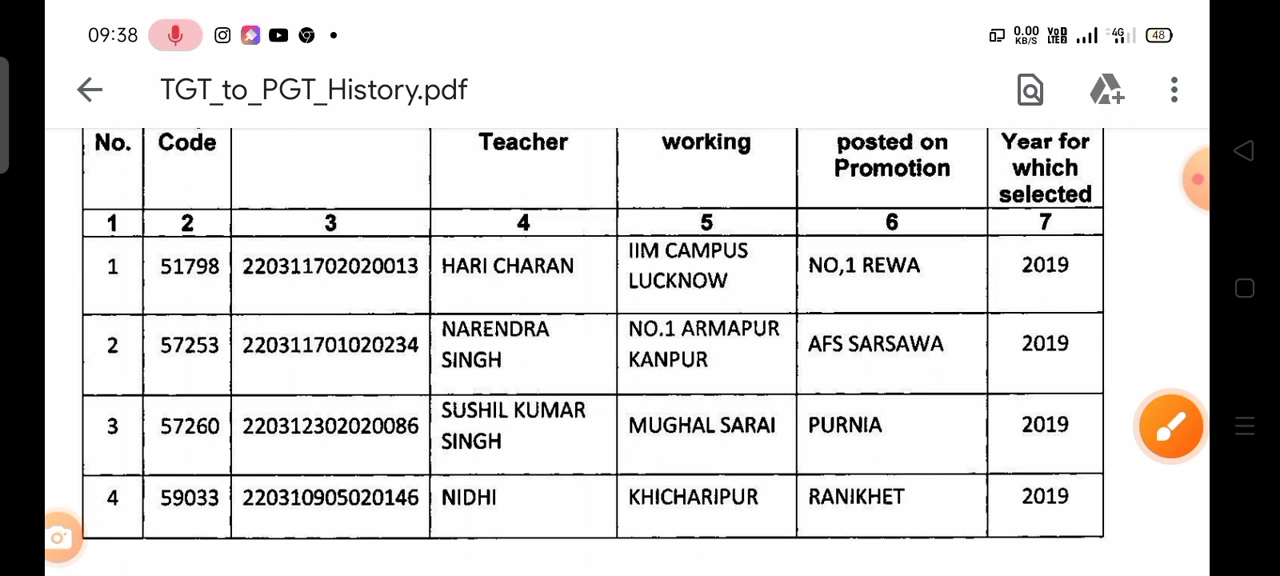 09:38
0.00 KB/S
4G
48
TGT_to_PGT_History.pdf
No. Code Teacher working posted on Promotion Year for which selected
1 2 3 4 5 6 7
1 51798 220311702020013 HARI CHARAN IIM CAMPUS LUCKNOW NO,1 REWA 2019
2 57253 220311701020234 NARENDRA SINGH NO.1 ARMAPUR KANPUR AFS SARSAWA 2019
3 57260 220312302020086 SUSHIL KUMAR SINGH MUGHAL SARAI PURNIA 2019
4 59033 220310905020146 NIDHI KHICHARIPUR RANIKHET 2019